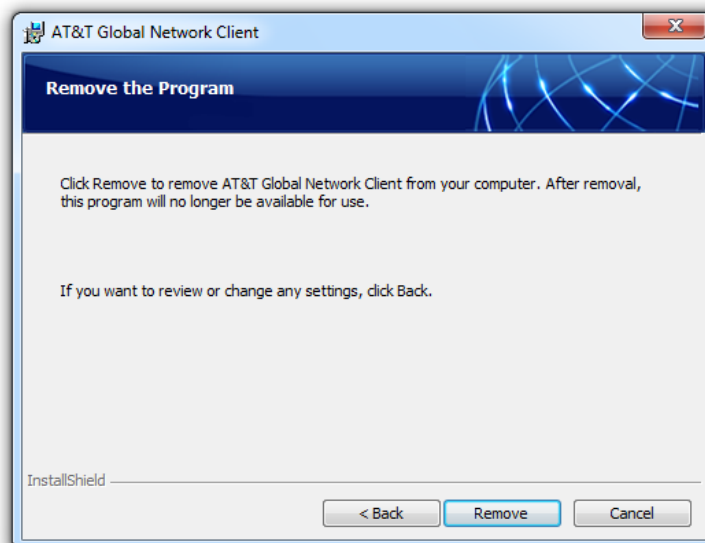 AT&T Global Network Client
X
Remove the Program
Click Remove to remove AT&T Global Network Client from your computer. After removal,
this program will no longer be available for use.
If you want to review or change any settings, click Back.
InstallShield
< Back
Remove
Cancel